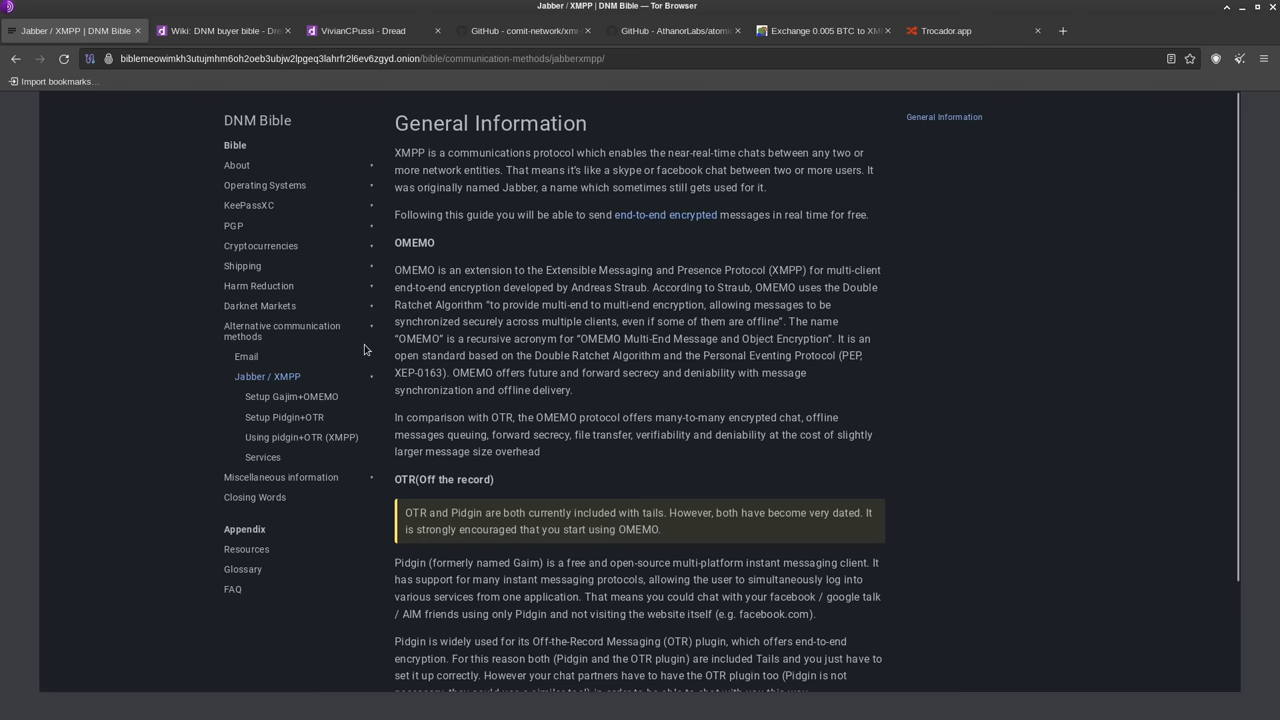 Jabber / XMPP | DNM Bible — Tor Browser
Jabber / XMPP | DNM Bible
Wiki: DNM buyer bible - Dre
VivianCPussi - Dread
GitHub - comit-network/xm
GitHub - AthanorLabs/atomi
Exchange 0.005 BTC to XM
Trocador.app
biblemeowimkh3utujmhm6oh2oeb3ubjw2lpgeq3lahrfr2l6ev6zgyd.onion/bible/communication-methods/jabberxmpp/
Import bookmarks…
DNM Bible
Bible
About
Operating Systems
KeePassXC
PGP
Cryptocurrencies
Shipping
Harm Reduction
Darknet Markets
Alternative communication
methods
Email
Jabber / XMPP
Setup Gajim+OMEMO
Setup Pidgin+OTR
Using pidgin+OTR (XMPP)
Services
Miscellaneous information
Closing Words
Appendix
Resources
Glossary
FAQ
General Information
XMPP is a communications protocol which enables the near-real-time chats between any two or
more network entities. That means it's like a skype or facebook chat between two or more users. It
was originally named Jabber, a name which sometimes still gets used for it.
Following this guide you will be able to send end-to-end encrypted messages in real time for free.
OMEMO
OMEMO is an extension to the Extensible Messaging and Presence Protocol (XMPP) for multi-client
end-to-end encryption developed by Andreas Straub. According to Straub, OMEMO uses the Double
Ratchet Algorithm “to provide multi-end to multi-end encryption, allowing messages to be
synchronized securely across multiple clients, even if some of them are offline”. The name
“OMEMO” is a recursive acronym for “OMEMO Multi-End Message and Object Encryption”. It is an
open standard based on the Double Ratchet Algorithm and the Personal Eventing Protocol (PEP,
XEP-0163). OMEMO offers future and forward secrecy and deniability with message
synchronization and offline delivery.
In comparison with OTR, the OMEMO protocol offers many-to-many encrypted chat, offline
messages queuing, forward secrecy, file transfer, verifiability and deniability at the cost of slightly
larger message size overhead
OTR(Off the record)
OTR and Pidgin are both currently included with tails. However, both have become very dated. It
is strongly encouraged that you start using OMEMO.
Pidgin (formerly named Gaim) is a free and open-source multi-platform instant messaging client. It
has support for many instant messaging protocols, allowing the user to simultaneously log into
various services from one application. That means you could chat with your facebook / google talk
/ AIM friends using only Pidgin and not visiting the website itself (e.g. facebook.com).
Pidgin is widely used for its Off-the-Record Messaging (OTR) plugin, which offers end-to-end
encryption. For this reason both (Pidgin and the OTR plugin) are included Tails and you just have to
set it up correctly. However your chat partners have to have the OTR plugin too (Pidgin is not
General Information